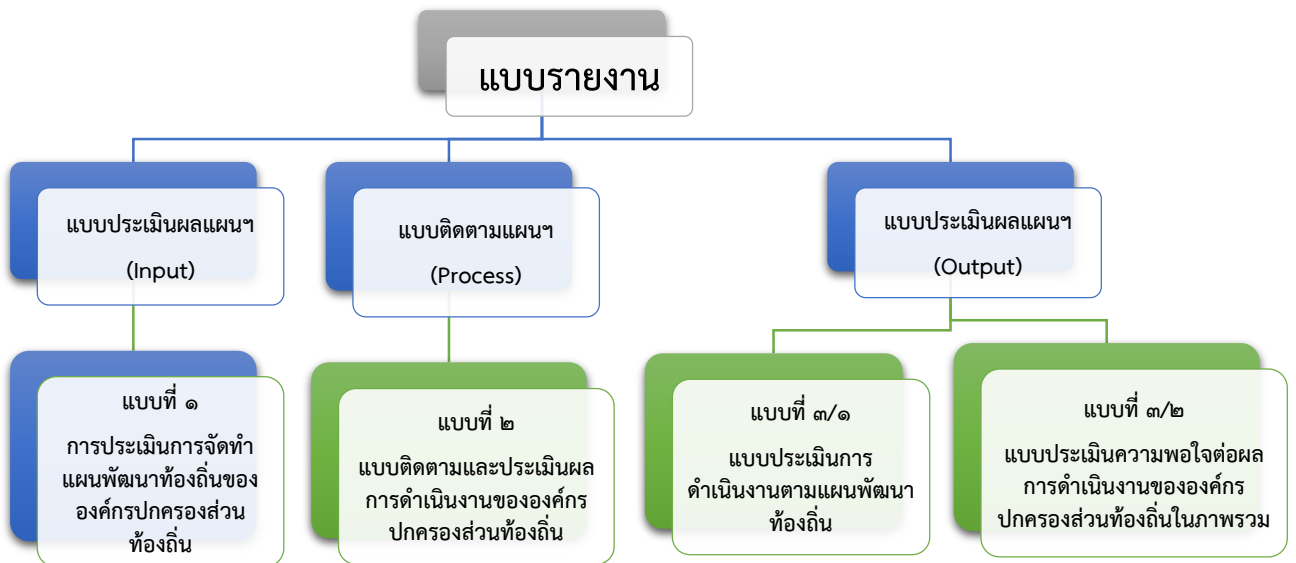 แบบรายงาน
แบบประเมินผลแผนฯ
(Input)
แบบติดตามแผนฯ
(Process)
แบบประเมินผลแผนฯ
(Output)
แบบที่ ๑
การประเมินการจัดทำ
แผนพัฒนาท้องถิ่นของ
องค์กรปกครองส่วน
ท้องถิ่น
แบบที่ ๒
แบบติดตามและประเมินผล
การดำเนินงานขององค์กร
ปกครองส่วนท้องถิ่น
แบบที่ ๓/๑
แบบประเมินการ
ดำเนินงานตามแผนพัฒนา
ท้องถิ่น
แบบที่ ๓/๒
แบบประเมินความพอใจต่อผล
การดำเนินงานขององค์กร
ปกครองส่วนท้องถิ่นในภาพรวม